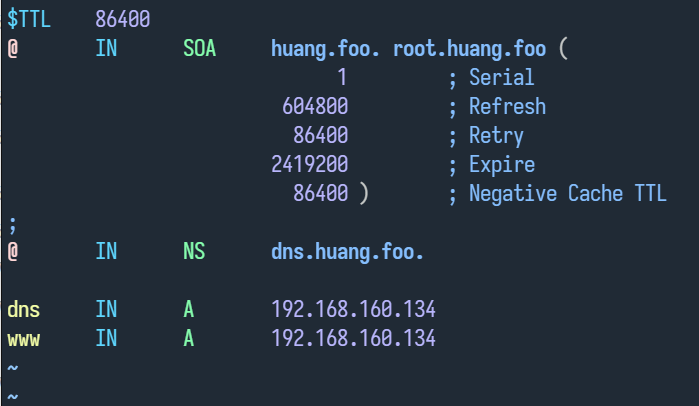 $TTL    86400
@       IN      SOA     huang.foo. root.huang.foo (
                              1         ; Serial
                         604800         ; Refresh
                          86400         ; Retry
                        2419200         ; Expire
                          86400 )       ; Negative Cache TTL
;
@       IN      NS      dns.huang.foo.

dns     IN      A       192.168.160.134
www     IN      A       192.168.160.134
~
~